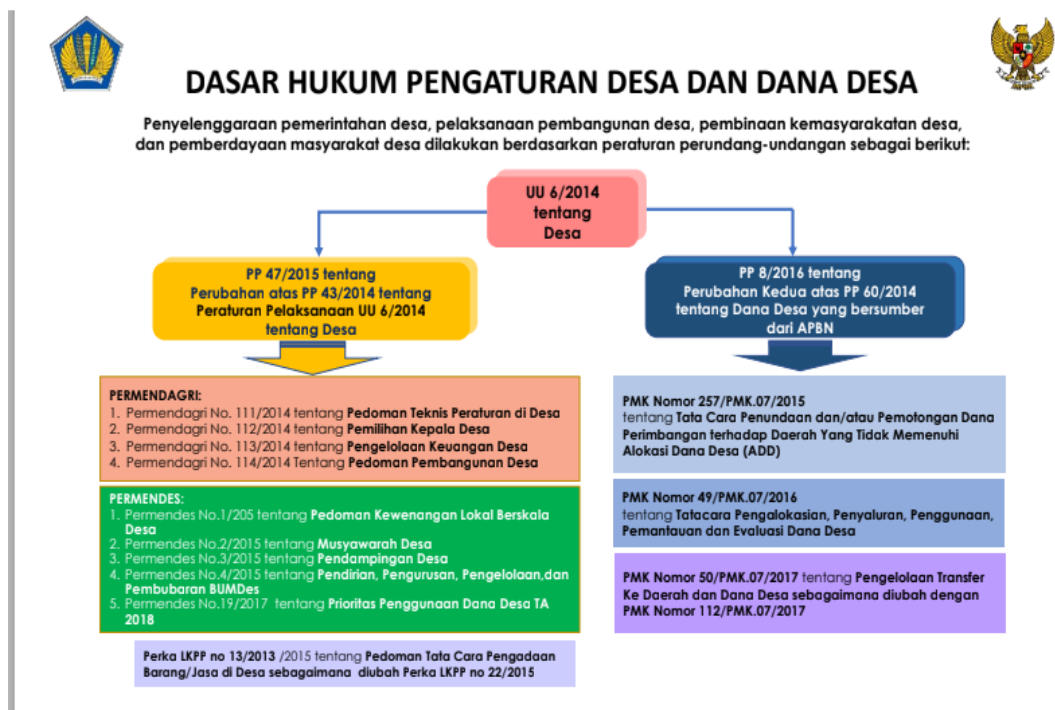 DASAR HUKUM PENGATURAN DESA DAN DANA DESA
Penyelenggaraan pemerintahan desa, pelaksanaan pembangunan desa, pembinaan kemasyarakatan desa,
dan pemberdayaan masyarakat desa dilakukan berdasarkan peraturan perundang-undangan sebagai berikut:
UU 6/2014
tentang
Desa
PP 47/2015 tentang
Perubahan atas PP 43/2014 tentang
Peraturan Pelaksanaan UU 6/2014
tentang Desa
PERMENDAGRI:
1. Permendagri No. 111/2014 tentang Pedoman Teknis Peraturan di Desa
2. Permendagri No. 112/2014 tentang Pemilihan Kepala Desa
3. Permendagri No. 113/2014 tentang Pengelolaan Keuangan Desa
4. Permendagri No. 114/2014 Tentang Pedoman Pembangunan Desa
PERMENDES:
1. Permendes No.1/205 tentang Pedoman Kewenangan Lokal Berskala
Desa
2. Permendes No.2/2015 tentang Musyawarah Desa
3. Permendes No.3/2015 tentang Pendampingan Desa
4. Permendes No.4/2015 tentang Pendirian, Pengurusan, Pengelolaan,dan
Pembubaran BUMDes
5. Permendes No.19/2017 tentang Prioritas Penggunaan Dana Desa TA
2018
Perka LKPP no 13/2013 /2015 tentang Pedoman Tata Cara Pengadaan
Barang/Jasa di Desa sebagaimana diubah Perka LKPP no 22/2015
PP 8/2016 tentang
Perubahan Kedua atas PP 60/2014
tentang Dana Desa yang bersumber
dari APBN
PMK Nomor 257/PMK.07/2015
tentang Tata Cara Penundaan dan/atau Pemotongan Dana
Perimbangan terhadap Daerah Yang Tidak Memenuhi
Alokasi Dana Desa (ADD)
PMK Nomor 49/PMK.07/2016
tentang Tatacara Pengalokasian, Penyaluran, Penggunaan,
Pemantauan dan Evaluasi Dana Desa
PMK Nomor 50/PMK.07/2017 tentang Pengelolaan Transfer
Ke Daerah dan Dana Desa sebagaimana diubah dengan
PMK Nomor 112/PMK.07/2017